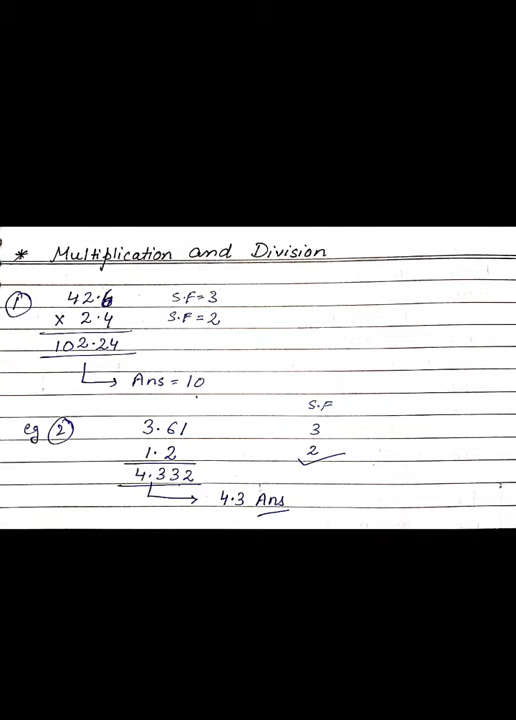 * Multiplication and Division
① 42.6 S.F=3
x 2.4 S.F=2
102.24
Ans = 10
S.F
eg ② 3.61 3
1.2 2
4.332
4.3 Ans